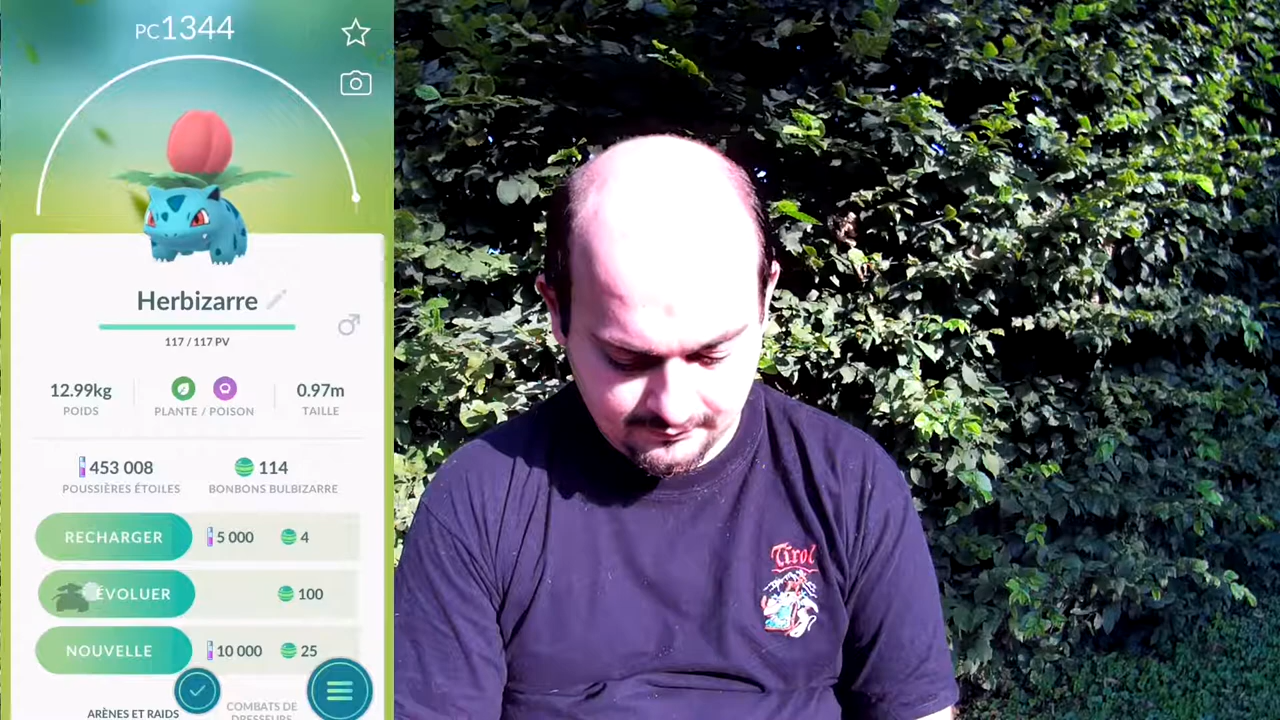 PC1344
Herbizarre
117 / 117 PV
12.99kg
POIDS
PLANTE / POISON
0.97m
TAILLE
453 008
POUSSIÈRES ÉTOILES
114
BONBONS BULBIZARRE
RECHARGER 5 000 4
ÉVOLUER 100
NOUVELLE 10 000 25
ARÈNES ET RAIDS
COMBATS DE
DRESSEURS
Tirol